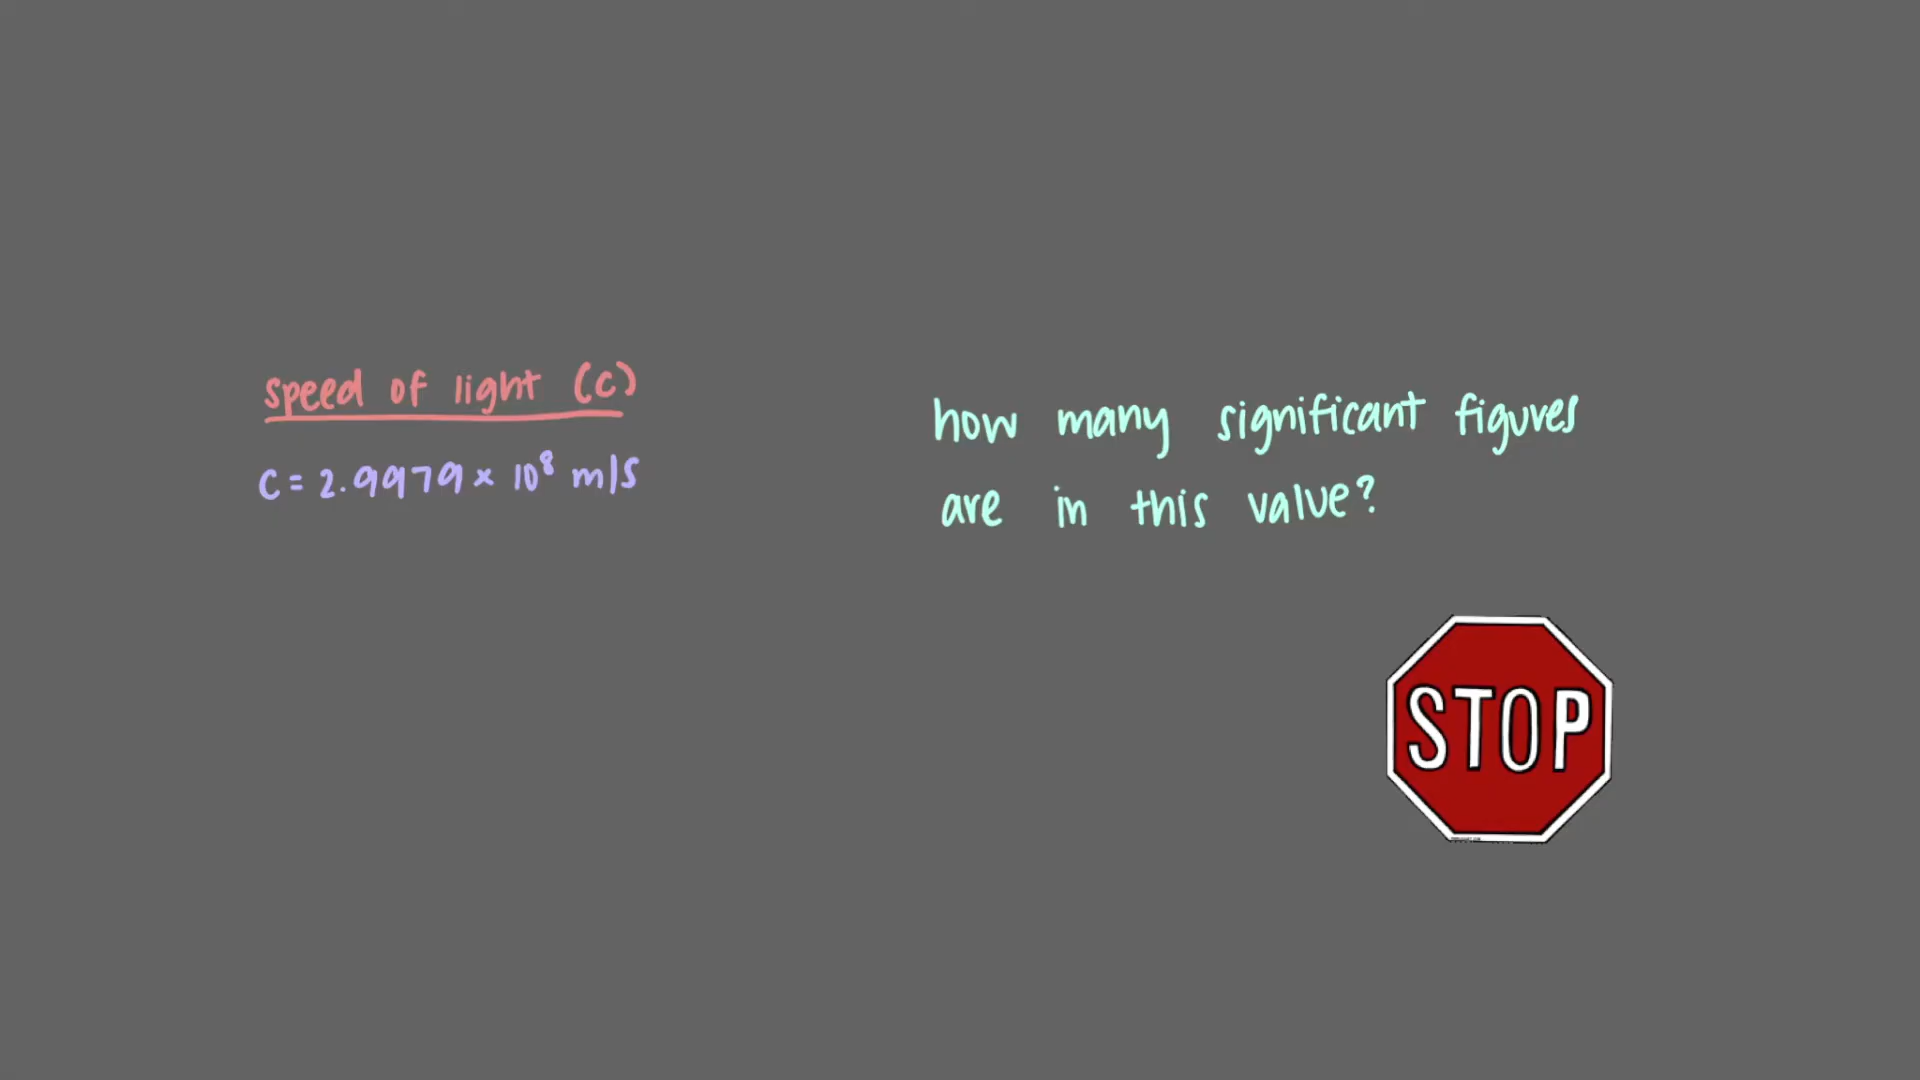 speed of light (c)
c = 2.9979 × 10⁸ m/s
how many significant figures
are in this value?
STOP